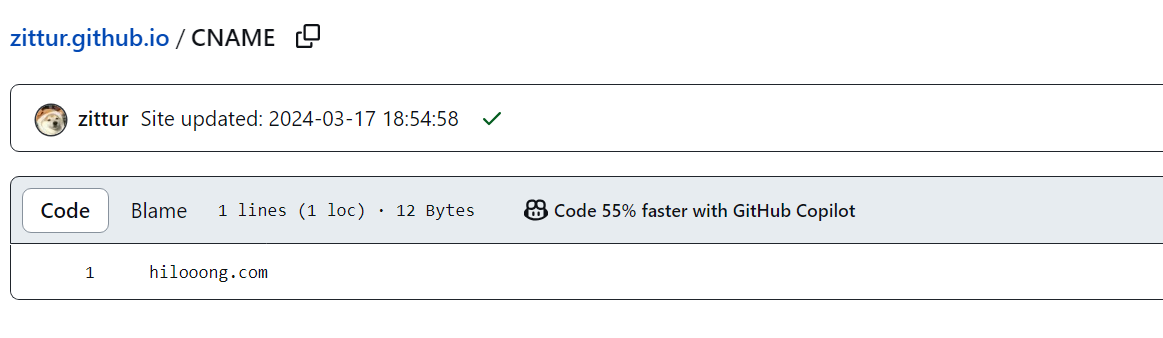 zittur.github.io / CNAME
zittur Site updated: 2024-03-17 18:54:58
Code Blame 1 lines (1 loc) · 12 Bytes Code 55% faster with GitHub Copilot
1 hilooong.com